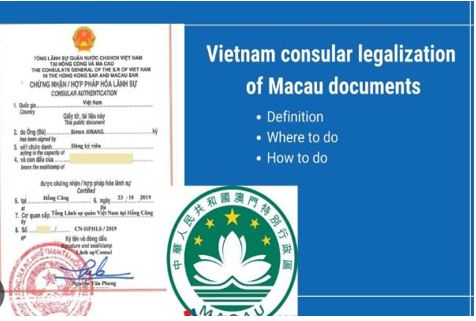 TỔNG LÃNH SỰ QUÁN NƯỚC CHXHCN VIỆT NAM
TẠI HỒNG CÔNG VÀ MA CAO
THE CONSULATE GENERAL OF THE S.R OF VIET NAM
IN THE HONG KONG SAR AND MACAU SAR
CHỨNG NHẬN / HỢP PHÁP HÓA LÃNH SỰ
CONSULAR AUTHENTICATION
1. Quốc gia Việt Nam
Country
Giấy tờ, tài liệu này
This public document
2. do Ông (Bà) Simon KWANG ký
has been signed by
3. với chức danh Đăng ký viên
acting in the capacity of
4. và con dấu của
bears the seal/stamp of
được chứng nhận / hợp pháp hóa lãnh sự
Certified
5. tại Hồng Công 6. ngày 23 / 10 / 2019
7. Cơ quan cấp Tổng Lãnh sự quán Việt Nam tại Hồng Công
8. Số CN-HPHLS / 2019
Ký tên và đóng dấu
Signature and seal/stamp
Lãnh sự/Consul
Nguyễn Văn Phong
Vietnam consular legalization
of Macau documents
• Definition
• Where to do
• How to do
中華人民共和國澳門特別行政區
MACAU